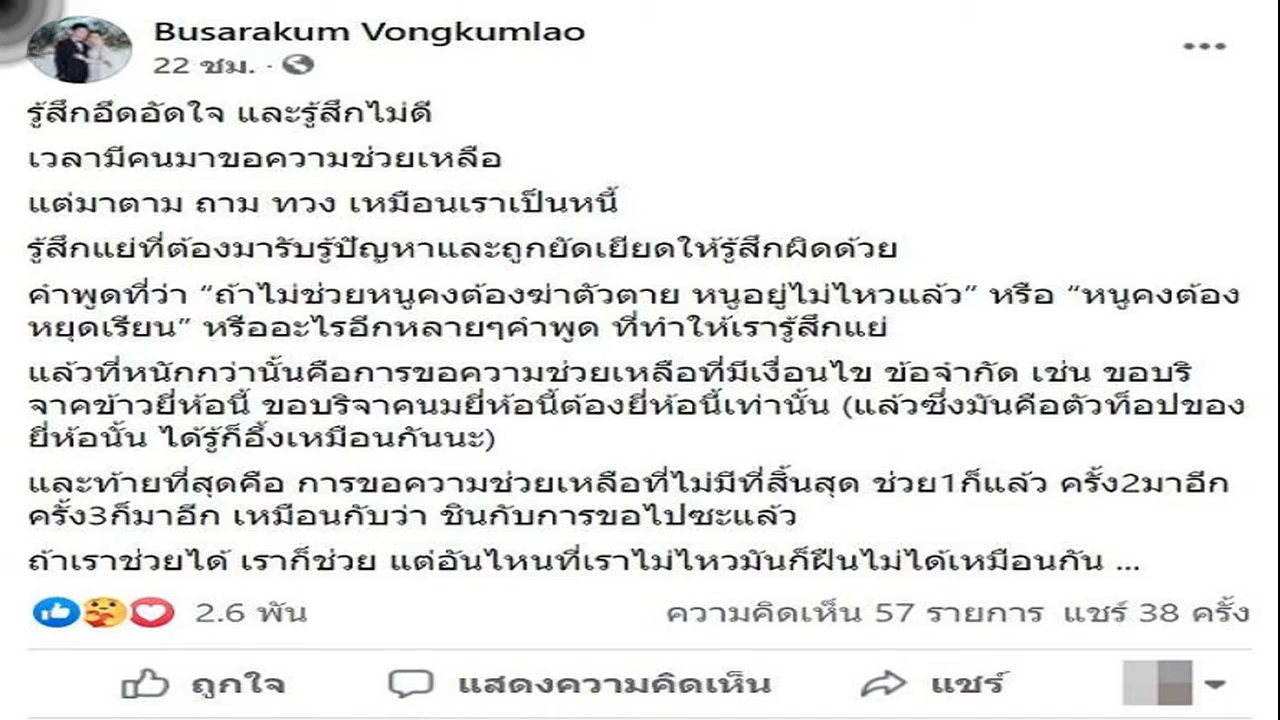 Busarakum Vongkumlao
22 ชม. ·
รู้สึกอึดอัดใจ และรู้สึกไม่ดี
เวลามีคนมาขอความช่วยเหลือ
แต่มาตาม ถาม ทวง เหมือนเราเป็นหนี้
รู้สึกแย่ที่ต้องมารับรู้ปัญหาและถูกยัดเยียดให้รู้สึกผิดด้วย
คำพูดที่ว่า “ถ้าไม่ช่วยหนูคงต้องฆ่าตัวตาย หนูอยู่ไม่ไหวแล้ว” หรือ “หนูคงต้อง
หยุดเรียน” หรืออะไรอีกหลายๆคำพูด ที่ทำให้เรารู้สึกแย่
แล้วที่หนักกว่านั้นคือการขอความช่วยเหลือที่มีเงื่อนไข ข้อจำกัด เช่น ขอบริ
จาคข้าวยี่ห้อนี้ ขอบริจาคนมยี่ห้อนี้ต้องยี่ห้อนี้เท่านั้น (แล้วซึ่งมันคือตัวท็อปของ
ยี่ห้อนั้น ได้รู้ก็อึ้งเหมือนกันนะ)
และท้ายที่สุดคือ การขอความช่วยเหลือที่ไม่มีที่สิ้นสุด ช่วย1ก็แล้ว ครั้ง2มาอีก
ครั้ง3ก็มาอีก เหมือนกับว่า ชินกับการขอไปซะแล้ว
ถ้าเราช่วยได้ เราก็ช่วย แต่อันไหนที่เราไม่ไหวมันก็ฝืนไม่ได้เหมือนกัน ...
2.6 พัน ความคิดเห็น 57 รายการ แชร์ 38 ครั้ง
ถูกใจ แสดงความคิดเห็น แชร์